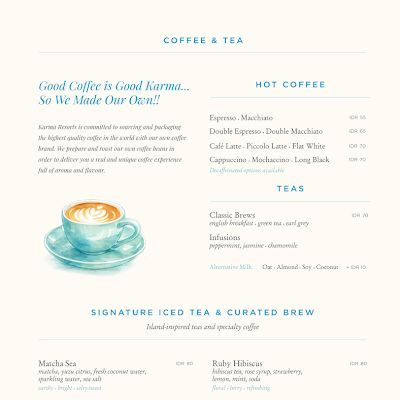 COFFEE & TEA
Good Coffee is Good Karma...
So We Made Our Own!!
Karma Resorts is committed to sourcing and packaging
the highest quality coffee in the world with our own coffee
brand. We prepare and roast our own coffee beans in
order to deliver you a real and unique coffee experience
full of aroma and flavour.
HOT COFFEE
Espresso · Macchiato IDR 55
Double Espresso · Double Macchiato IDR 65
Café Latte · Piccolo Latte · Flat White IDR 70
Cappuccino · Mochaccino · Long Black IDR 70
Decaffeinated options available
TEAS
Classic Brews IDR 70
english breakfast · green tea · earl grey
Infusions
peppermint, jasmine · chamomile
Alternative Milk Oat · Almond · Soy · Coconut + IDR 10
SIGNATURE ICED TEA & CURATED BREW
Island-inspired teas and specialty coffee
Matcha Sea IDR 80
matcha, yuzu citrus, fresh coconut water,
sparkling water, sea salt
earthy · bright · salty/sweet
Ruby Hibiscus IDR 80
hibiscus tea, rose syrup, strawberry,
lemon, mint, soda
floral · berry · refreshing